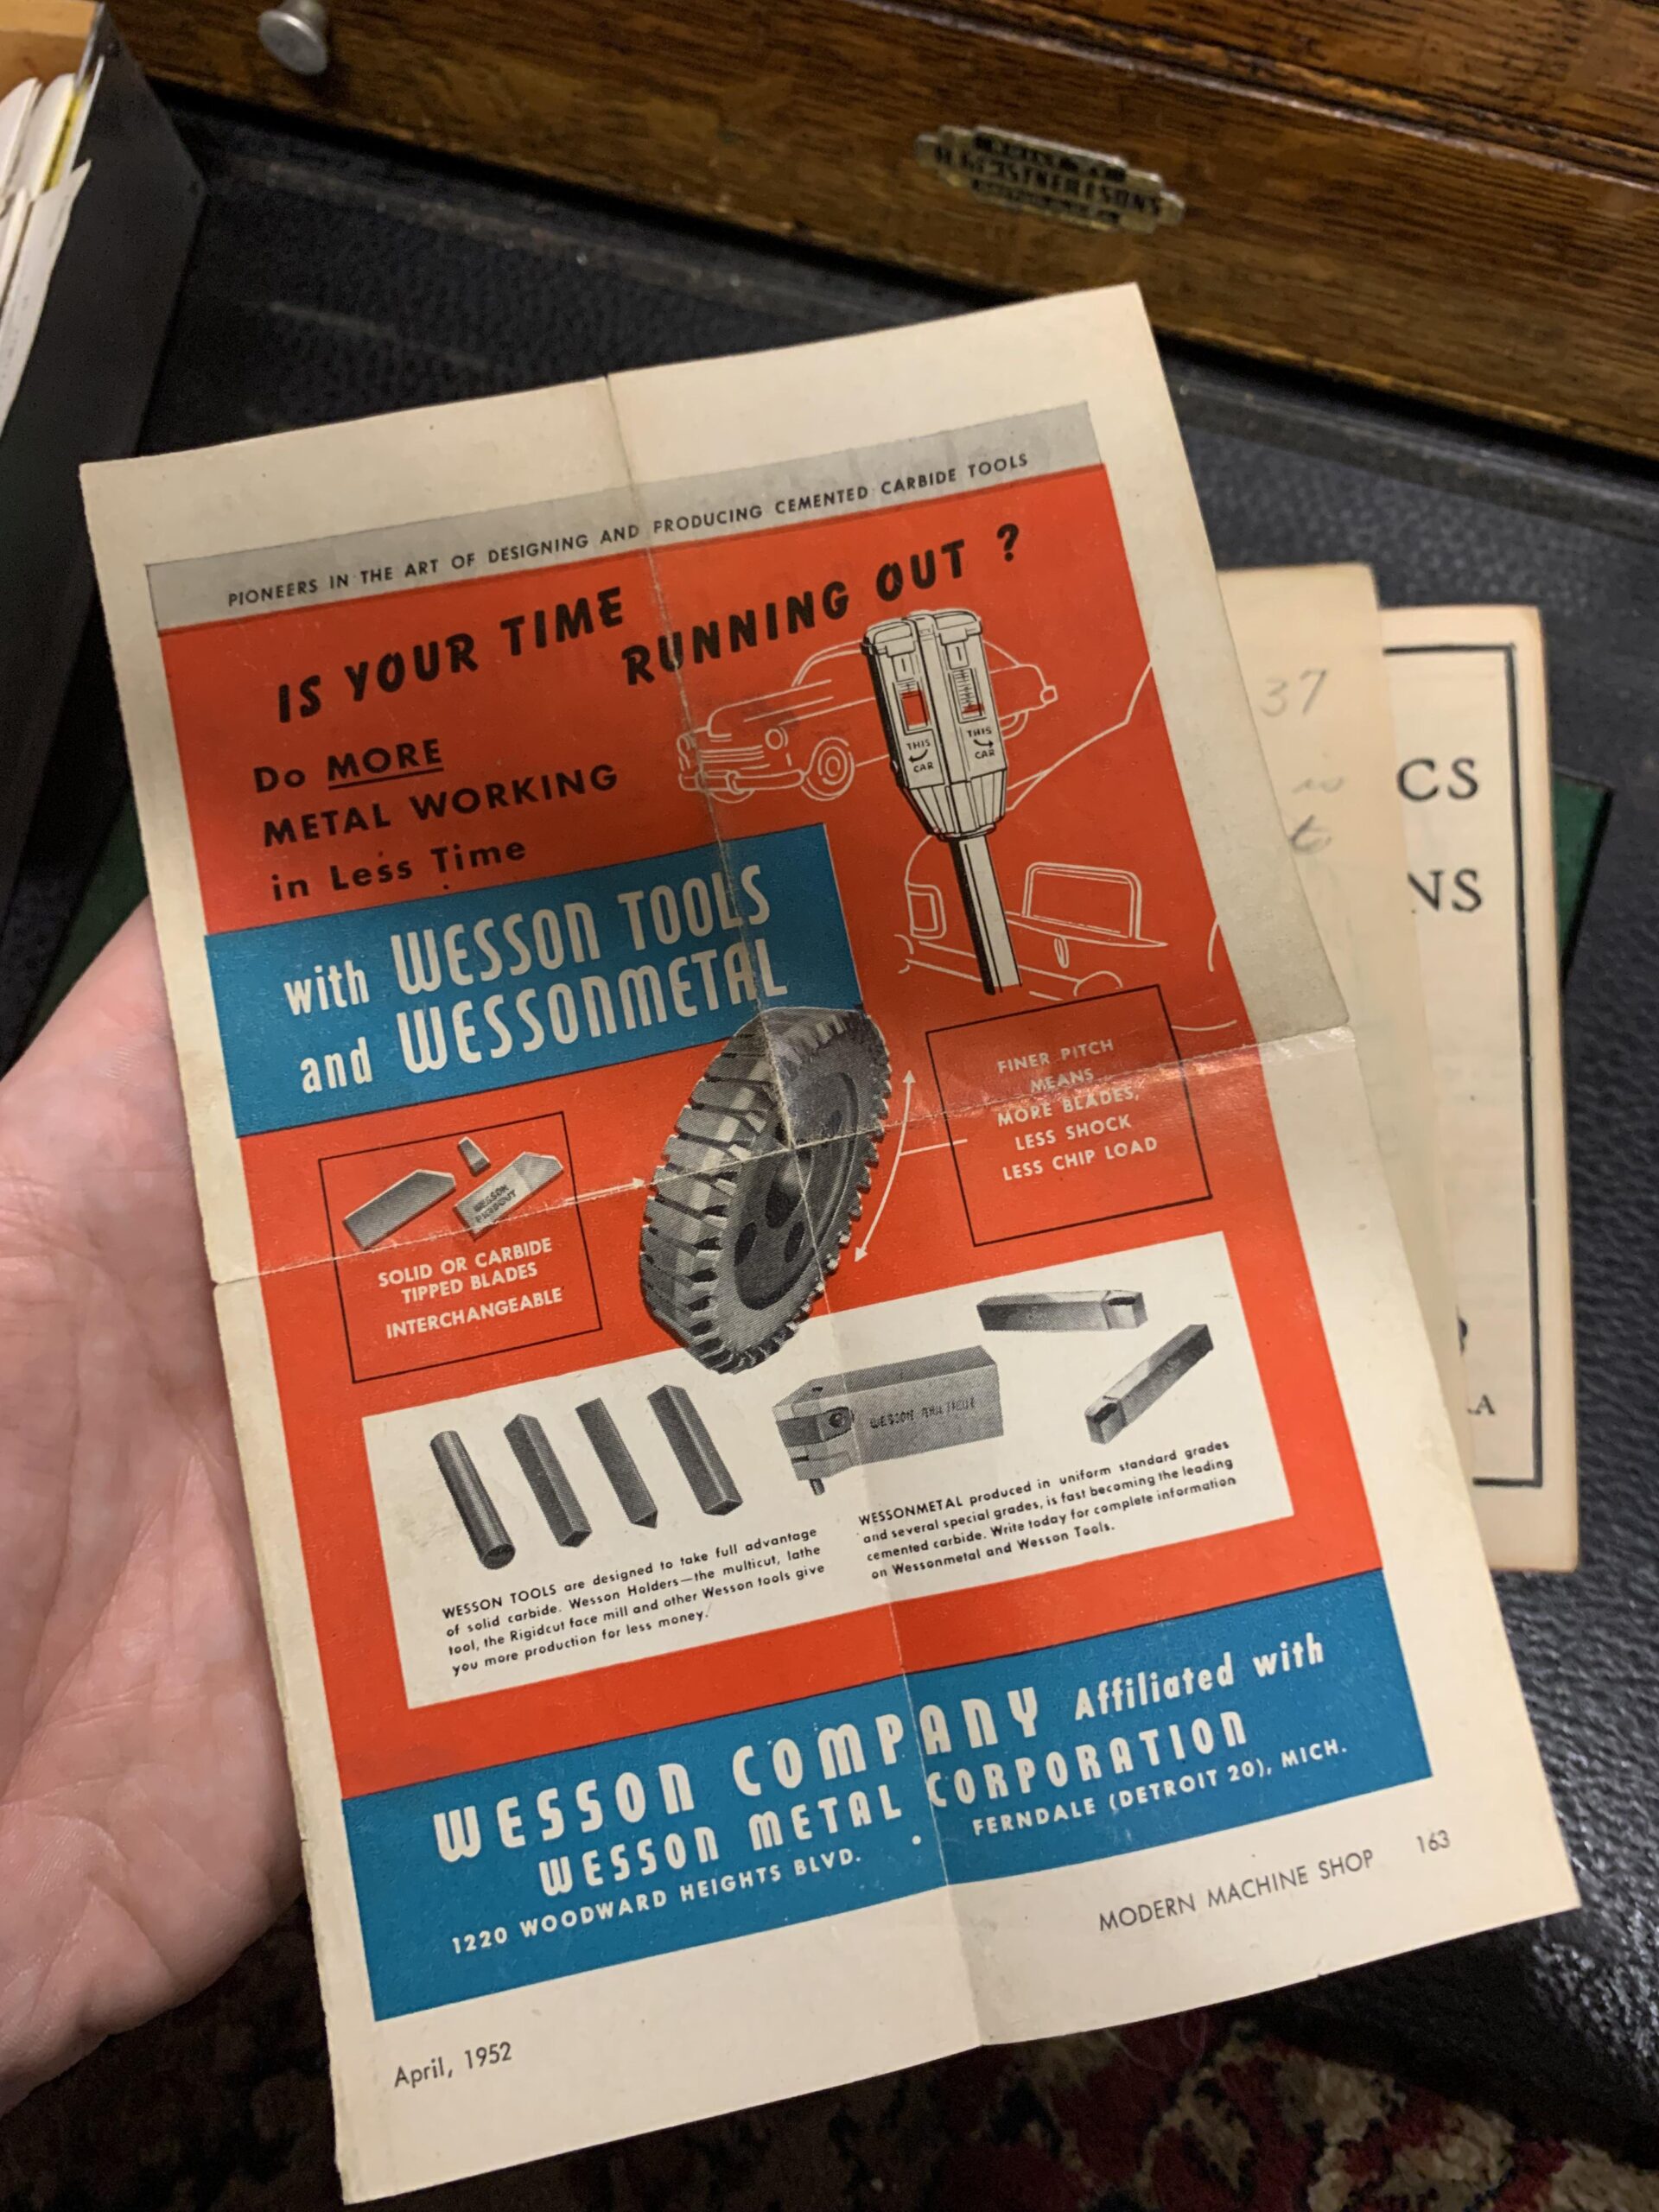 H. GERSTNER & SONS
PIONEERS IN THE ART OF DESIGNING AND PRODUCING CEMENTED CARBIDE TOOLS
IS YOUR TIME
RUNNING OUT ?
Do MORE
METAL WORKING
in Less Time
THIS
CAR
THIS
CAR
with WESSON TOOLS
and WESSONMETAL
FINER PITCH
MEANS
MORE BLADES,
LESS SHOCK
LESS CHIP LOAD
WESSON
SOLID OR CARBIDE
TIPPED BLADES
INTERCHANGEABLE
WESSON MULTICUT
WESSON TOOLS are designed to take full advantage
of solid carbide. Wesson Holders—the multicut, lathe
tool, the Rigidcut face mill and other Wesson tools give
you more production for less money.
WESSONMETAL produced in uniform standard grades
and several special grades, is fast becoming the leading
cemented carbide. Write today for complete information
on Wessonmetal and Wesson Tools.
WESSON COMPANY Affiliated with
WESSON METAL CORPORATION
1220 WOODWARD HEIGHTS BLVD. • FERNDALE (DETROIT 20), MICH.
April, 1952
MODERN MACHINE SHOP 163
37
CS
NS
LA